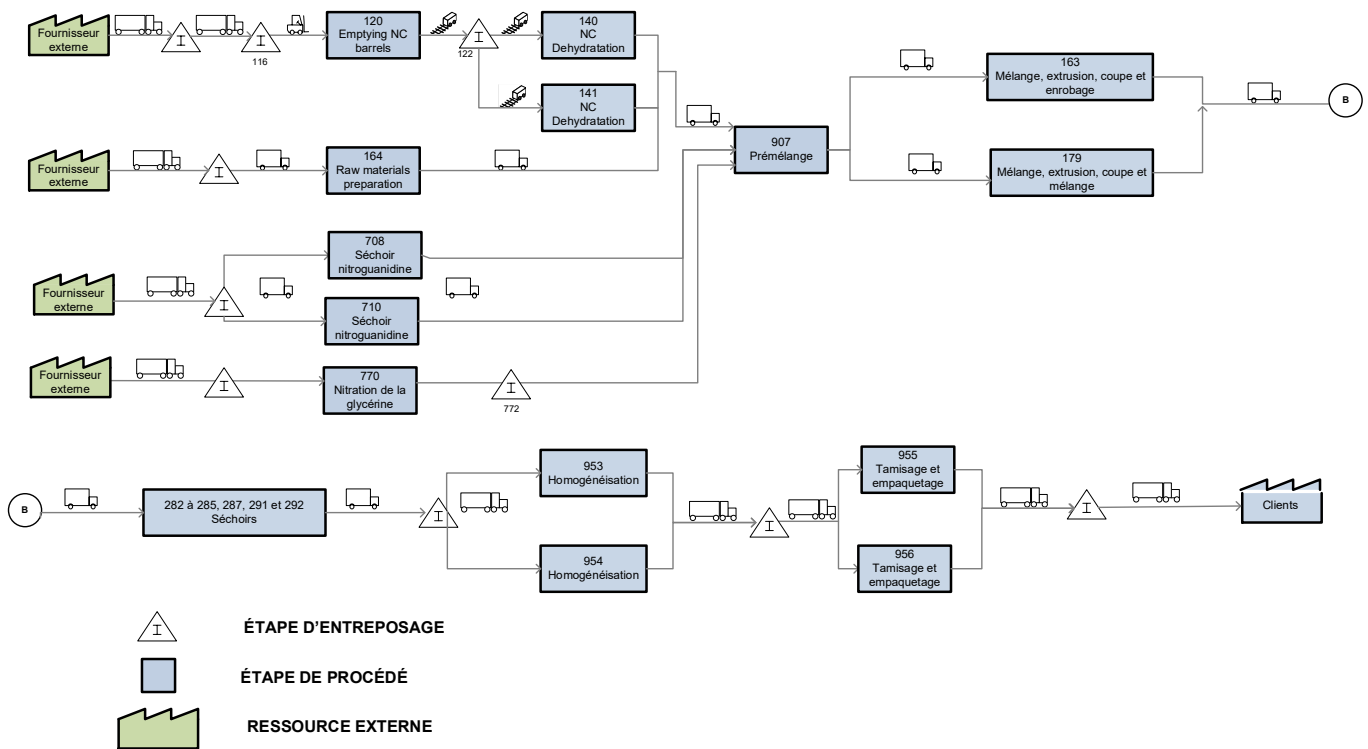 Fournisseur
externe
I
I
116
120
Emptying NC
barrels
I
122
140
NC
Dehydratation
141
NC
Dehydratation
163
Mélange, extrusion, coupe et
enrobage
B
907
Prémélange
Fournisseur
externe
I
164
Raw materials
preparation
179
Mélange, extrusion, coupe et
mélange
708
Séchoir
nitroguanidine
Fournisseur
externe
I
710
Séchoir
nitroguanidine
Fournisseur
externe
I
770
Nitration de la
glycérine
I
772
B
282 à 285, 287, 291 et 292
Séchoirs
I
953
Homogénéisation
954
Homogénéisation
I
955
Tamisage et
empaquetage
956
Tamisage et
empaquetage
I
Clients
I
ÉTAPE D’ENTREPOSAGE
ÉTAPE DE PROCÉDÉ
RESSOURCE EXTERNE